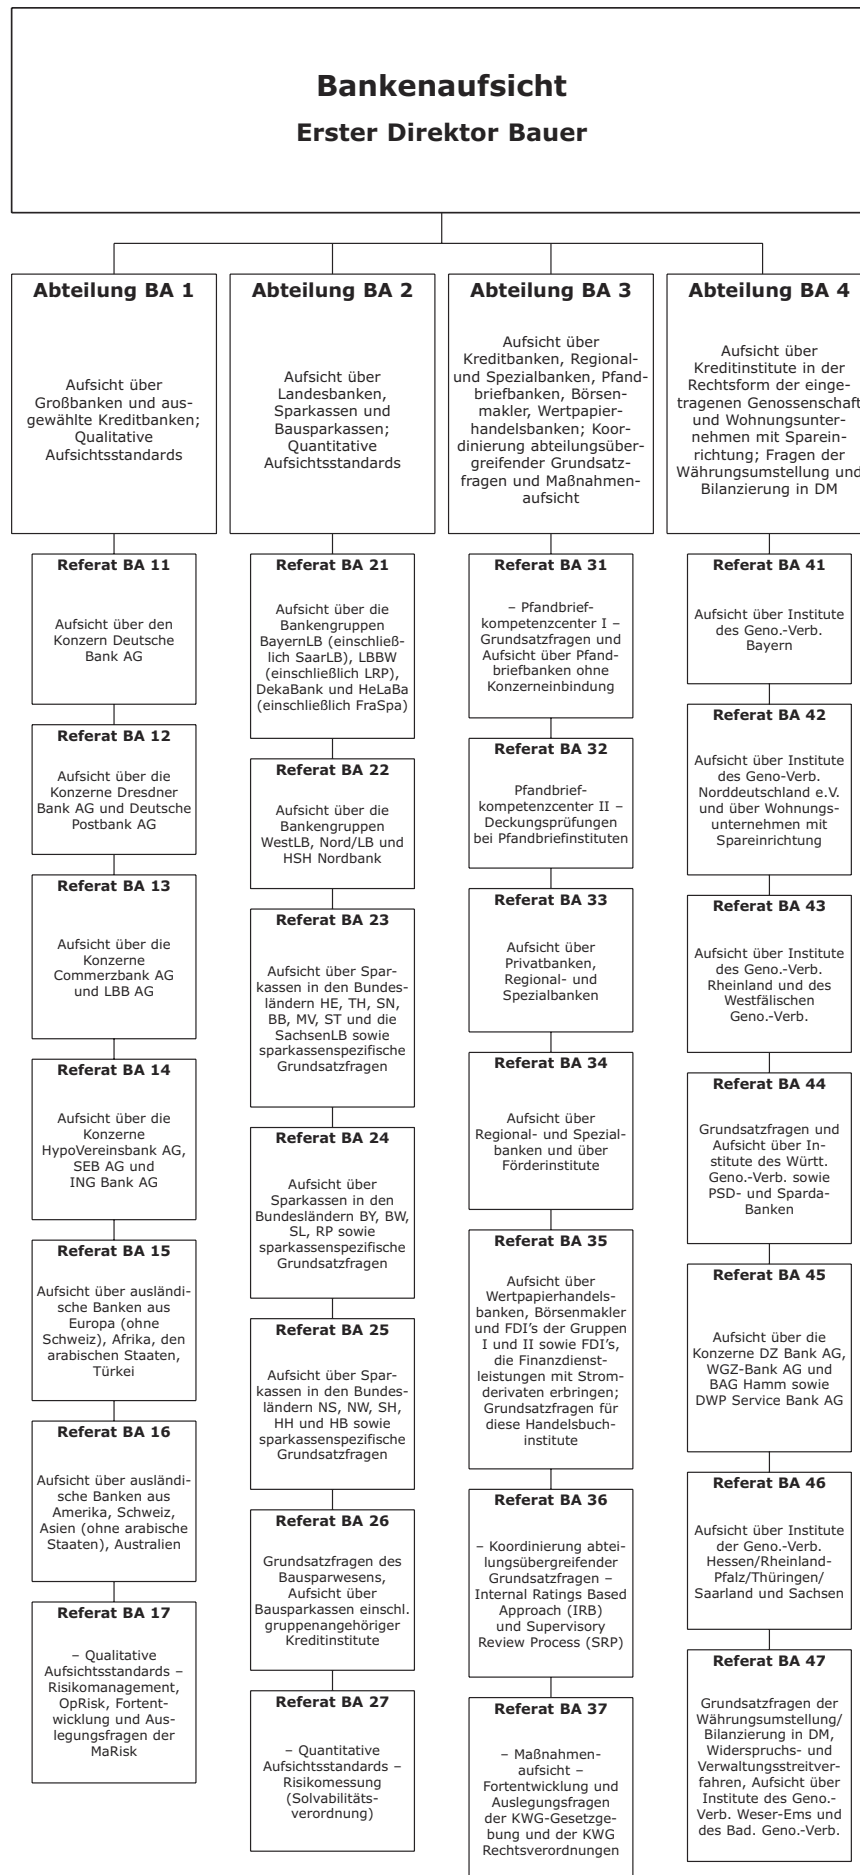 Bankenaufsicht
Erster Direktor Bauer
Abteilung BA 1
Aufsicht über
Großbanken und aus-
gewählte Kreditbanken;
Qualitative
Aufsichtsstandards
Referat BA 11
Aufsicht über den
Konzern Deutsche
Bank AG
Referat BA 12
Aufsicht über die
Konzerne Dresdner
Bank AG und Deutsche
Postbank AG
Referat BA 13
Aufsicht über die
Konzerne
Commerzbank AG
und LBB AG
Referat BA 14
Aufsicht über die
Konzerne
HypoVereinsbank AG,
SEB AG und
ING Bank AG
Referat BA 15
Aufsicht über ausländi-
sche Banken aus
Europa (ohne
Schweiz), Afrika, den
arabischen Staaten,
Türkei
Referat BA 16
Aufsicht über ausländi-
sche Banken aus
Amerika, Schweiz,
Asien (ohne arabische
Staaten), Australien
Referat BA 17
– Qualitative
Aufsichtsstandards –
Risikomanagement,
OpRisk, Fortent-
wicklung und Aus-
legungsfragen der
MaRisk
Abteilung BA 2
Aufsicht über
Landesbanken,
Sparkassen und
Bausparkassen;
Quantitative
Aufsichtsstandards
Referat BA 21
Aufsicht über die
Bankengruppen
BayernLB (einschließ-
lich SaarLB), LBBW
(einschließlich LRP),
DekaBank und HeLaBa
(einschließlich FraSpa)
Referat BA 22
Aufsicht über die
Bankengruppen
WestLB, Nord/LB und
HSH Nordbank
Referat BA 23
Aufsicht über Spar-
kassen in den Bundes-
ländern HE, TH, SN,
BB, MV, ST und die
SachsenLB sowie
sparkassenspezifische
Grundsatzfragen
Referat BA 24
Aufsicht über
Sparkassen in den
Bundesländern BY, BW,
SL, RP sowie
sparkassenspezifische
Grundsatzfragen
Referat BA 25
Aufsicht über Spar-
kassen in den Bundes-
ländern NS, NW, SH,
HH und HB sowie
sparkassenspezifische
Grundsatzfragen
Referat BA 26
Grundsatzfragen des
Bausparwesens,
Aufsicht über
Bausparkassen einschl.
gruppenangehöriger
Kreditinstitute
Referat BA 27
– Quantitative
Aufsichtsstandards –
Risikomessung
(Solvabilitäts-
verordnung)
Abteilung BA 3
Aufsicht über
Kreditbanken, Regional-
und Spezialbanken, Pfand-
briefbanken, Börsen-
makler, Wertpapier-
handelsbanken; Koor-
dinierung abteilungsüber-
greifender Grundsatz-
fragen und Maßnahmen-
aufsicht
Referat BA 31
– Pfandbrief-
kompetenzcenter I –
Grundsatzfragen und
Aufsicht über Pfand-
briefbanken ohne
Konzerneinbindung
Referat BA 32
Pfandbrief-
kompetenzcenter II –
Deckungsprüfungen
bei Pfandbriefinstituten
Referat BA 33
Aufsicht über
Privatbanken,
Regional- und
Spezialbanken
Referat BA 34
Aufsicht über
Regional- und Spezial-
banken und über
Förderinstitute
Referat BA 35
Aufsicht über
Wertpapierhandels-
banken, Börsenmakler
und FDI's der Gruppen
I und II sowie FDI's,
die Finanzdienst-
leistungen mit Strom-
derivaten erbringen;
Grundsatzfragen für
diese Handelsbuch-
institute
Referat BA 36
– Koordinierung abtei-
lungsübergreifender
Grundsatzfragen –
Internal Ratings Based
Approach (IRB)
und Supervisory
Review Process (SRP)
Referat BA 37
– Maßnahmen-
aufsicht –
Fortentwicklung und
Auslegungsfragen
der KWG-Gesetzge-
bung und der KWG
Rechtsverordnungen
Abteilung BA 4
Aufsicht über
Kreditinstitute in der
Rechtsform der einge-
tragenen Genossenschaft
und Wohnungsunter-
nehmen mit Sparein-
richtung; Fragen der
Währungsumstellung und
Bilanzierung in DM
Referat BA 41
Aufsicht über Institute
des Geno.-Verb.
Bayern
Referat BA 42
Aufsicht über Institute
des Geno-Verb.
Norddeutschland e.V.
und über Wohnungs-
unternehmen mit
Spareinrichtung
Referat BA 43
Aufsicht über Institute
des Geno.-Verb.
Rheinland und des
Westfälischen
Geno.-Verb.
Referat BA 44
Grundsatzfragen und
Aufsicht über In-
stitute des Württ.
Geno.-Verb. sowie
PSD- und Sparda-
Banken
Referat BA 45
Aufsicht über die
Konzerne DZ Bank AG,
WGZ-Bank AG und
BAG Hamm sowie
DWP Service Bank AG
Referat BA 46
Aufsicht über Institute
der Geno.-Verb.
Hessen/Rheinland-
Pfalz/Thüringen/
Saarland und Sachsen
Referat BA 47
Grundsatzfragen der
Währungsumstellung/
Bilanzierung in DM,
Widerspruchs- und
Verwaltungsstreitver-
fahren, Aufsicht über
Institute des Geno.-
Verb. Weser-Ems und
des Bad. Geno.-Verb.